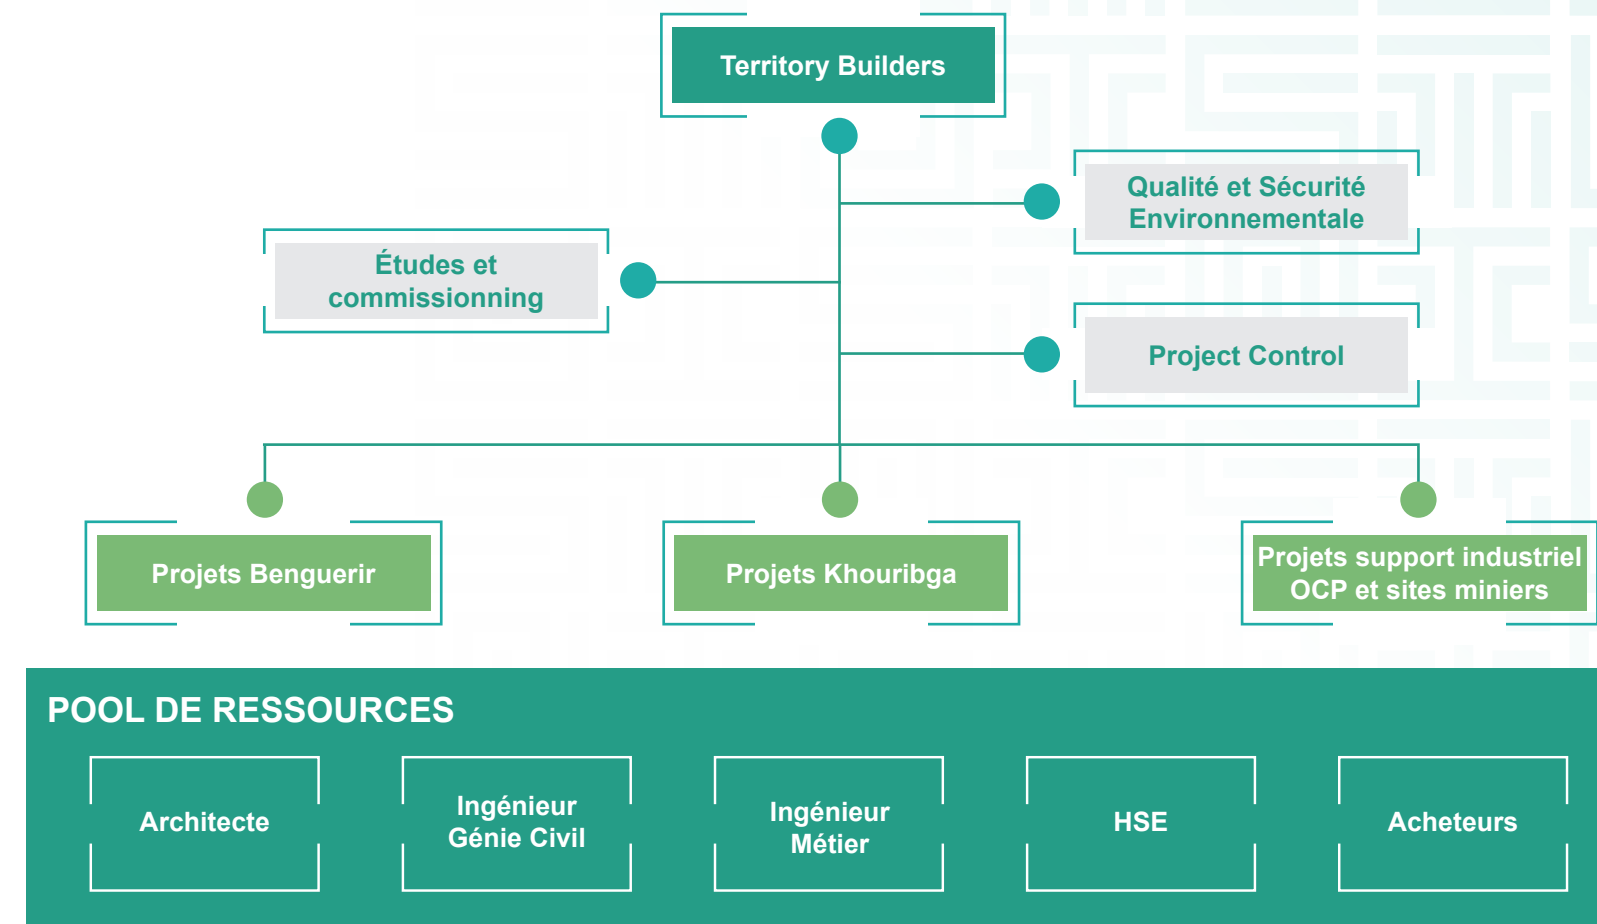 Territory Builders
Qualité et Sécurité
Environnementale
Études et
commissionning
Project Control
Projets Benguerir
Projets Khouribga
Projets support industriel
OCP et sites miniers
POOL DE RESSOURCES
Architecte
Ingénieur
Génie Civil
Ingénieur
Métier
HSE
Acheteurs